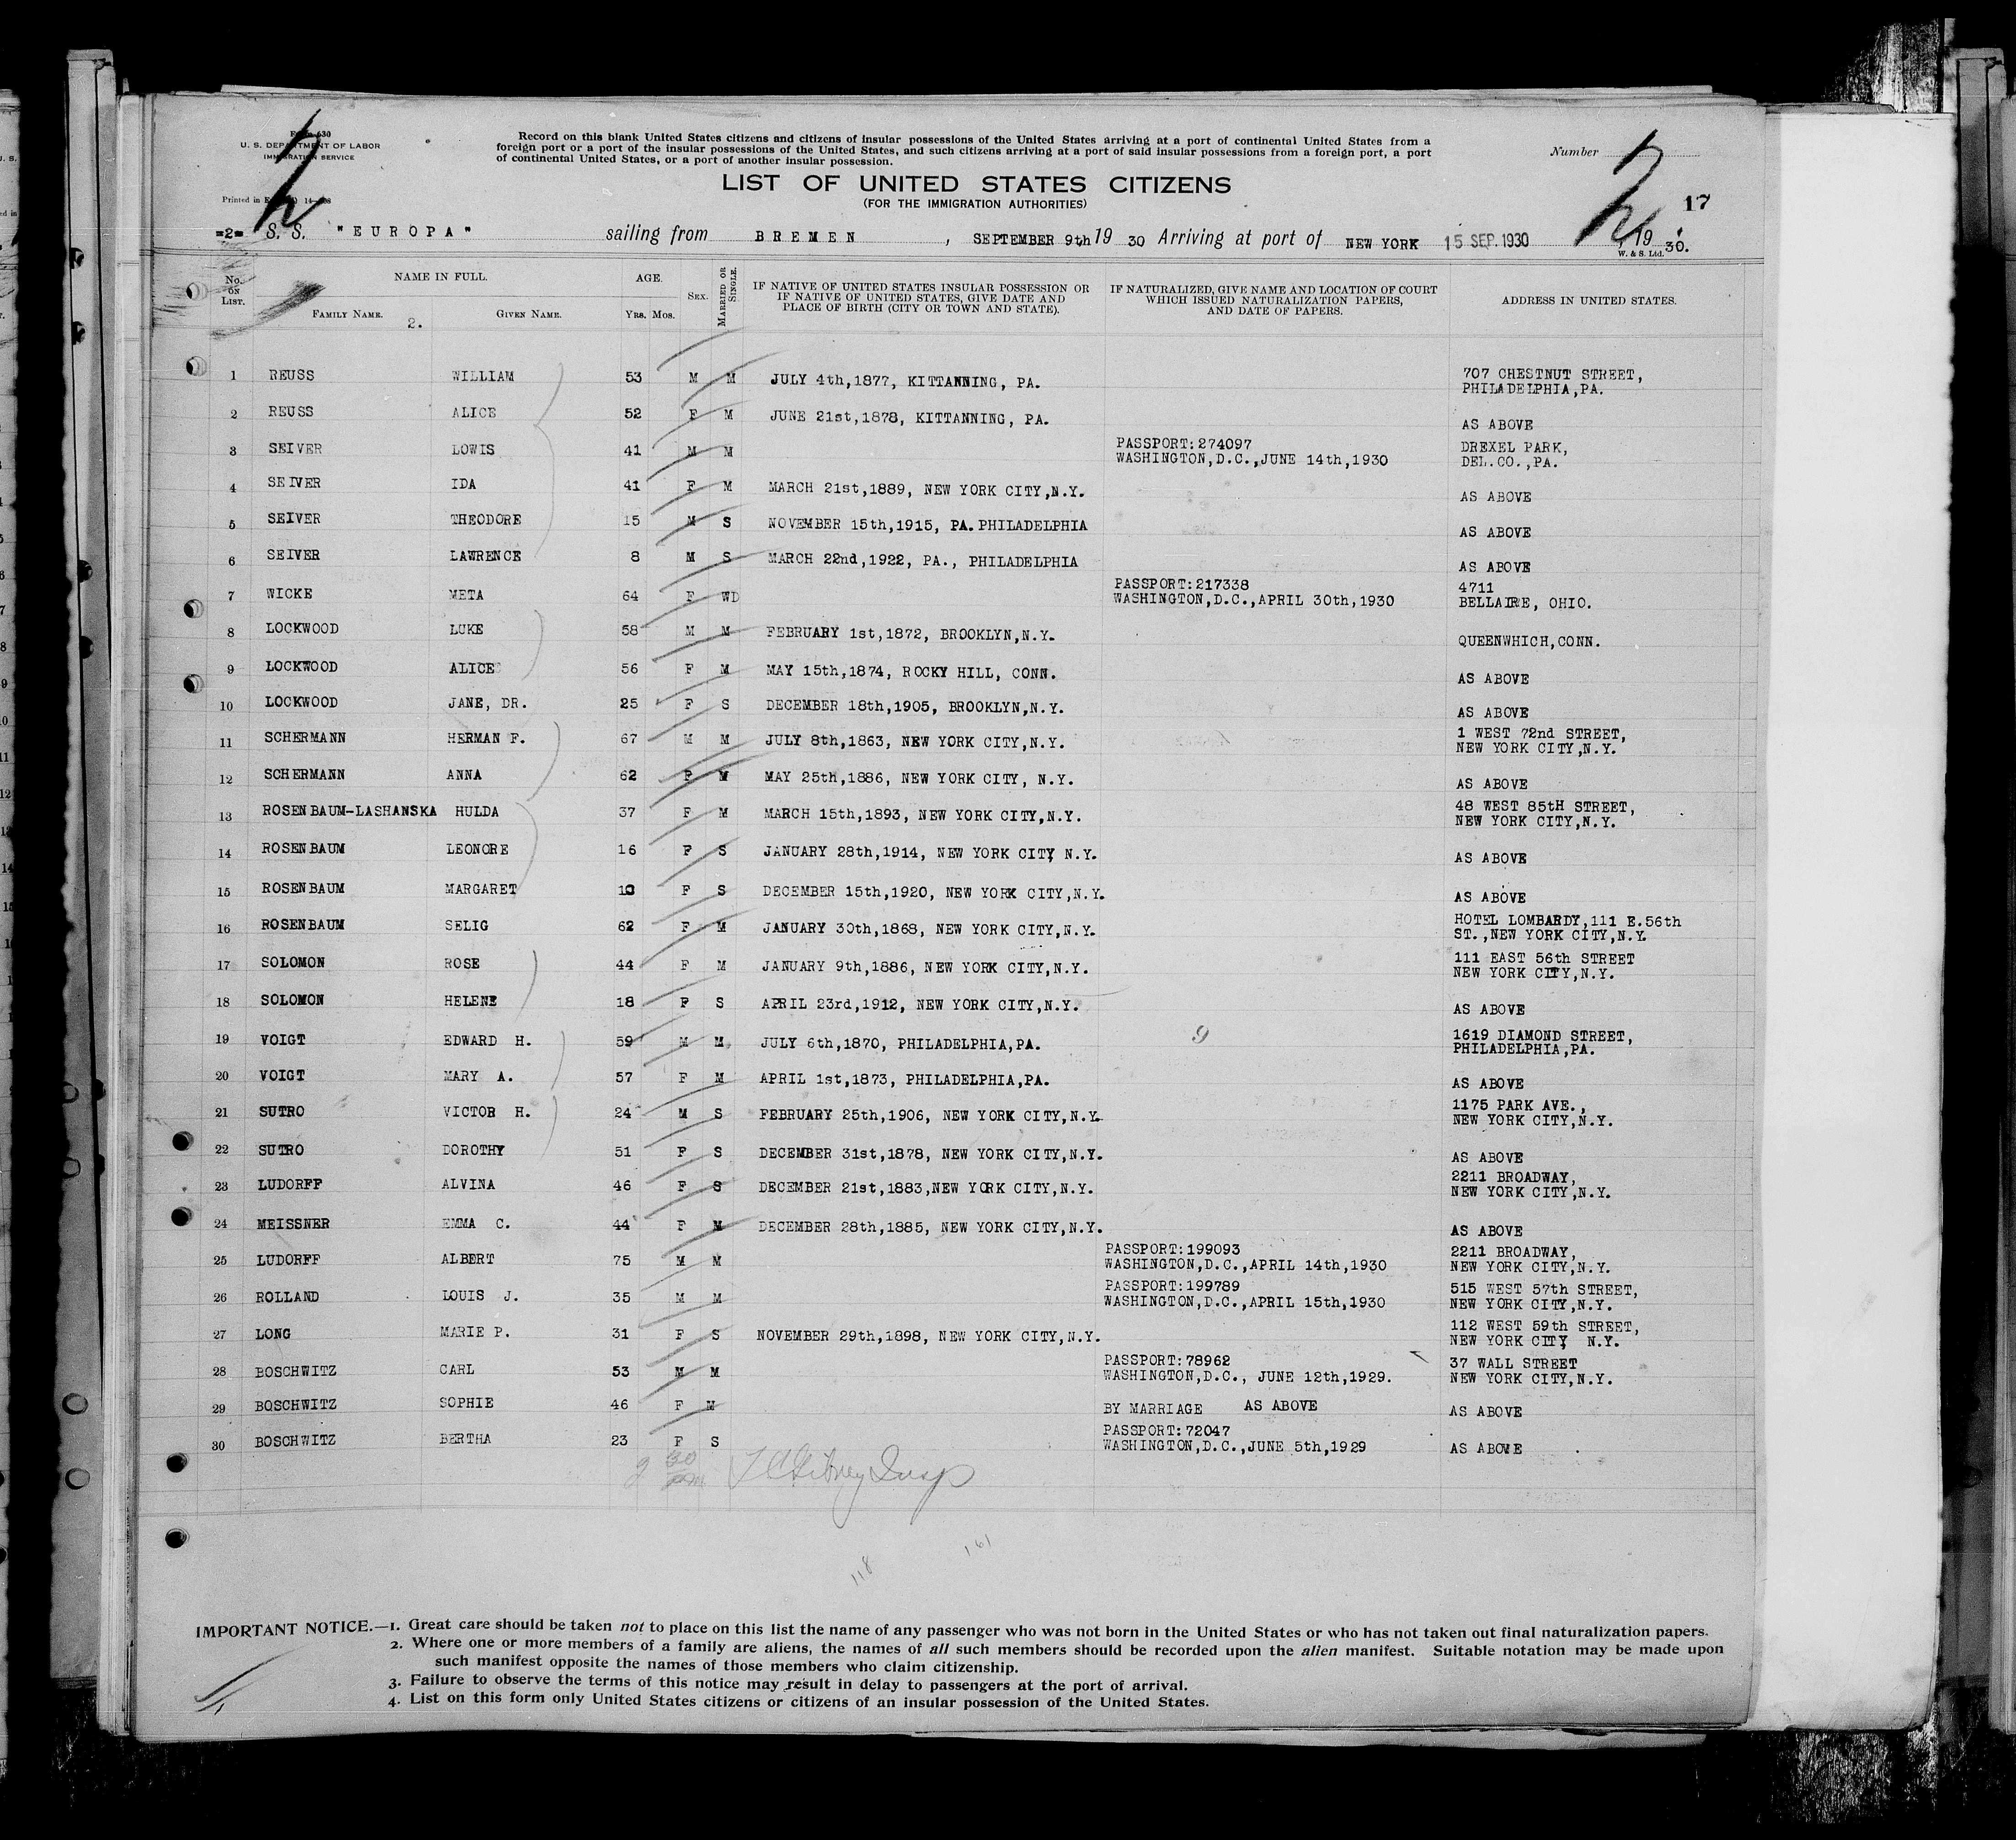 Form 630
U. S. DEPARTMENT OF LABOR
IMMIGRATION SERVICE
Record on this blank United States citizens and citizens of insular possessions of the United States arriving at a port of continental United States from a
foreign port or a port of the insular possessions of the United States, and such citizens arriving at a port of said insular possessions from a foreign port, a port
of continental United States, or a port of another insular possession.
Number
LIST OF UNITED STATES CITIZENS
(FOR THE IMMIGRATION AUTHORITIES)
Printed in
17
=2= S. S. "EUROPA" sailing from BREMEN, SEPTEMBER 9th 19 30 Arriving at port of NEW YORK 15 SEP. 1930, 19 30.
W. & S. Ltd.
No. ON LIST. NAME IN FULL. AGE. SEX. MARRIED OR SINGLE. IF NATIVE OF UNITED STATES INSULAR POSSESSION OR IF NATIVE OF UNITED STATES, GIVE DATE AND PLACE OF BIRTH (CITY OR TOWN AND STATE). IF NATURALIZED, GIVE NAME AND LOCATION OF COURT WHICH ISSUED NATURALIZATION PAPERS, AND DATE OF PAPERS. ADDRESS IN UNITED STATES.
FAMILY NAME. 2. GIVEN NAME. YRS. MOS.
1 REUSS WILLIAM 53 M M JULY 4th,1877, KITTANNING, PA. 707 CHESTNUT STREET, PHILADELPHIA,PA.
2 REUSS ALICE 52 F M JUNE 21st,1878, KITTANNING, PA. AS ABOVE
3 SEIVER LOWIS 41 M M PASSPORT:274097 WASHINGTON,D.C.,JUNE 14th,1930 DREXEL PARK, DEL.CO.,PA.
4 SEIVER IDA 41 F M MARCH 21st,1889, NEW YORK CITY,N.Y. AS ABOVE
5 SEIVER THEODORE 15 M S NOVEMBER 15th,1915, PA. PHILADELPHIA AS ABOVE
6 SEIVER LAWRENCE 8 M S MARCH 22nd,1922, PA., PHILADELPHIA AS ABOVE
7 WICKE META 64 F WD PASSPORT:217338 WASHINGTON,D.C.,APRIL 30th,1930 4711 BELLAIRE, OHIO.
8 LOCKWOOD LUKE 58 M M FEBRUARY 1st,1872, BROOKLYN,N.Y. QUEENWHICH,CONN.
9 LOCKWOOD ALICE 56 F M MAY 15th,1874, ROCKY HILL, CONN. AS ABOVE
10 LOCKWOOD JANE, DR. 25 F S DECEMBER 18th,1905, BROOKLYN,N.Y. AS ABOVE
11 SCHERMANN HERMAN F. 67 M M JULY 8th,1863, NEW YORK CITY,N.Y. 1 WEST 72nd STREET, NEW YORK CITY,N.Y.
12 SCHERMANN ANNA 62 F M MAY 25th,1886, NEW YORK CITY, N.Y. AS ABOVE
13 ROSENBAUM-LASHANSKA HULDA 37 F M MARCH 15th,1893, NEW YORK CITY,N.Y. 48 WEST 85tH STREET, NEW YORK CITY,N.Y.
14 ROSENBAUM LEONORE 16 F S JANUARY 28th,1914, NEW YORK CITY N.Y. AS ABOVE
15 ROSENBAUM MARGARET 10 F S DECEMBER 15th,1920, NEW YORK CITY,N.Y. AS ABOVE
16 ROSENBAUM SELIG 62 F M JANUARY 30th,1868, NEW YORK CITY,N.Y. HOTEL LOMBARDY,111 E.56th ST.,NEW YORK CITY,N.Y.
17 SOLOMON ROSE 44 F M JANUARY 9th,1886, NEW YORK CITY,N.Y. 111 EAST 56th STREET NEW YORK CITY,N.Y.
18 SOLOMON HELENE 18 F S APRIL 23rd,1912, NEW YORK CITY,N.Y. AS ABOVE
19 VOIGT EDWARD H. 59 M M JULY 6th,1870, PHILADELPHIA,PA. 9 1619 DIAMOND STREET, PHILADELPHIA,PA.
20 VOIGT MARY A. 57 F M APRIL 1st,1873, PHILADELPHIA,PA. AS ABOVE
21 SUTRO VICTOR H. 24 M S FEBRUARY 25th,1906, NEW YORK CITY,N.Y. 1175 PARK AVE., NEW YORK CITY,N.Y.
22 SUTRO DOROTHY 51 F S DECEMBER 31st,1878, NEW YORK CITY,N.Y. AS ABOVE
23 LUDORFF ALVINA 46 F S DECEMBER 21st,1883,NEW YORK CITY,N.Y. 2211 BROADWAY, NEW YORK CITY,N.Y.
24 MEISSNER EMMA C. 44 F M DECEMBER 28th,1885, NEW YORK CITY,N.Y. AS ABOVE
25 LUDORFF ALBERT 75 M M PASSPORT:199093 WASHINGTON,D.C.,APRIL 14th,1930 2211 BROADWAY, NEW YORK CITY,N.Y.
26 ROLLAND LOUIS J. 35 M M PASSPORT:199789 WASHINGTON,D.C.,APRIL 15th,1930 515 WEST 57th STREET, NEW YORK CITY,N.Y.
27 LONG MARIE P. 31 F S NOVEMBER 29th,1898, NEW YORK CITY,N.Y. 112 WEST 59th STREET, NEW YORK CITY N.Y.
28 BOSCHWITZ CARL 53 M M PASSPORT:78962 WASHINGTON,D.C., JUNE 12th,1929. 37 WALL STREET NEW YORK CITY,N.Y.
29 BOSCHWITZ SOPHIE 46 F M BY MARRIAGE AS ABOVE AS ABOVE
30 BOSCHWITZ BERTHA 23 F S PASSPORT:72047 WASHINGTON,D.C.,JUNE 5th,1929 AS ABOVE
2 30 pm
118 161
IMPORTANT NOTICE.—1. Great care should be taken not to place on this list the name of any passenger who was not born in the United States or who has not taken out final naturalization papers.
2. Where one or more members of a family are aliens, the names of all such members should be recorded upon the alien manifest. Suitable notation may be made upon
such manifest opposite the names of those members who claim citizenship.
3. Failure to observe the terms of this notice may result in delay to passengers at the port of arrival.
4. List on this form only United States citizens or citizens of an insular possession of the United States.